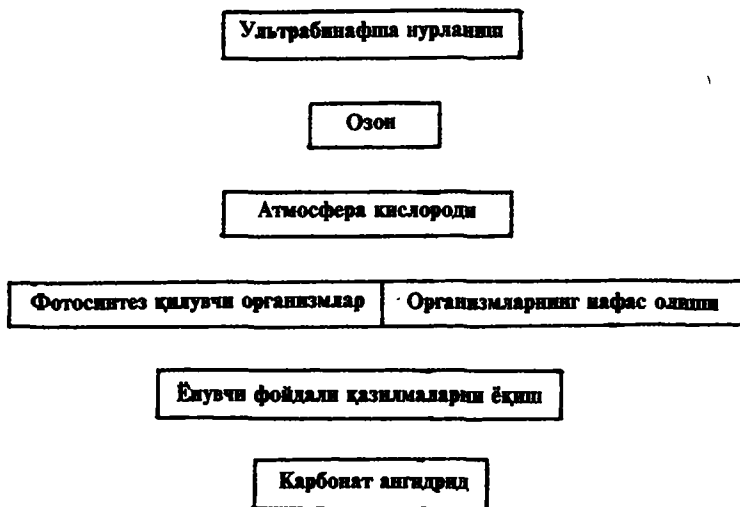 Ультрабинафша нурланиш
Озон
Атмосфера кислороди
Фотосинтез қилувчи организмлар Организмларнинг нафас олиши
Ёнувчи фойдали қазилмаларни ёқиш
Карбонат ангидрид